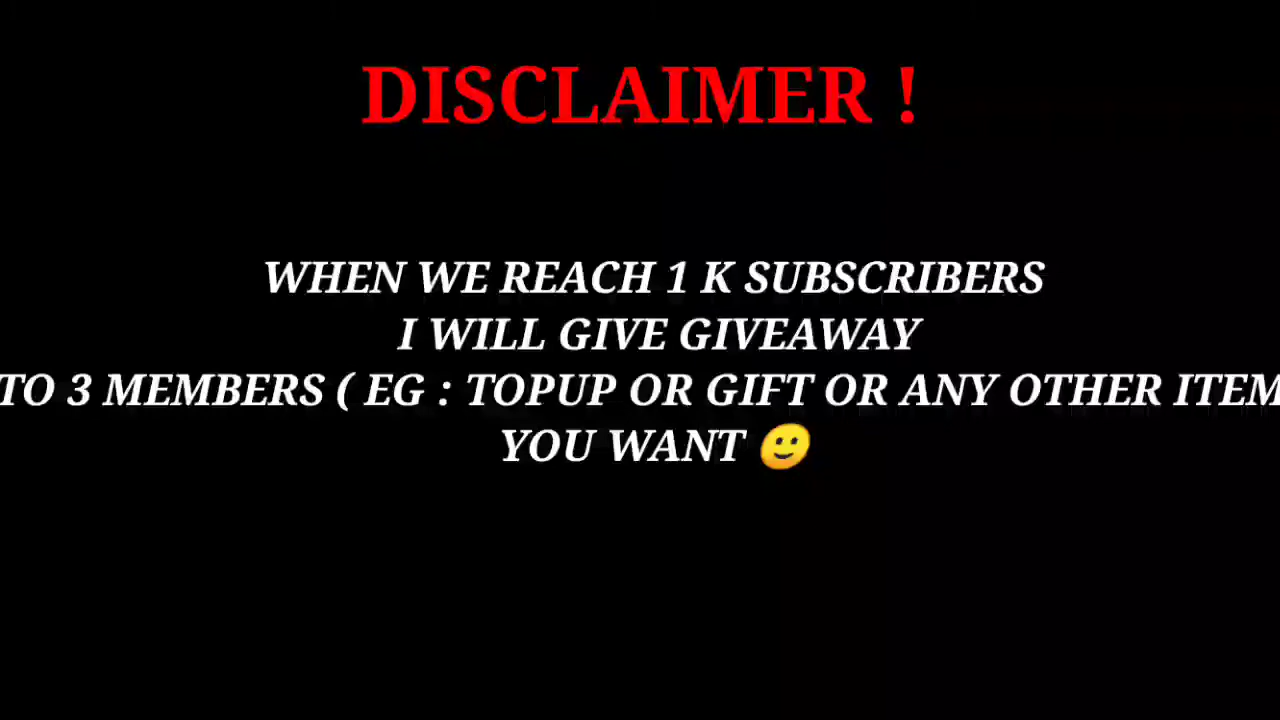 DISCLAIMER !
WHEN WE REACH 1 K SUBSCRIBERS
I WILL GIVE GIVEAWAY
TO 3 MEMBERS ( EG : TOPUP OR GIFT OR ANY OTHER ITEM
YOU WANT 🙂